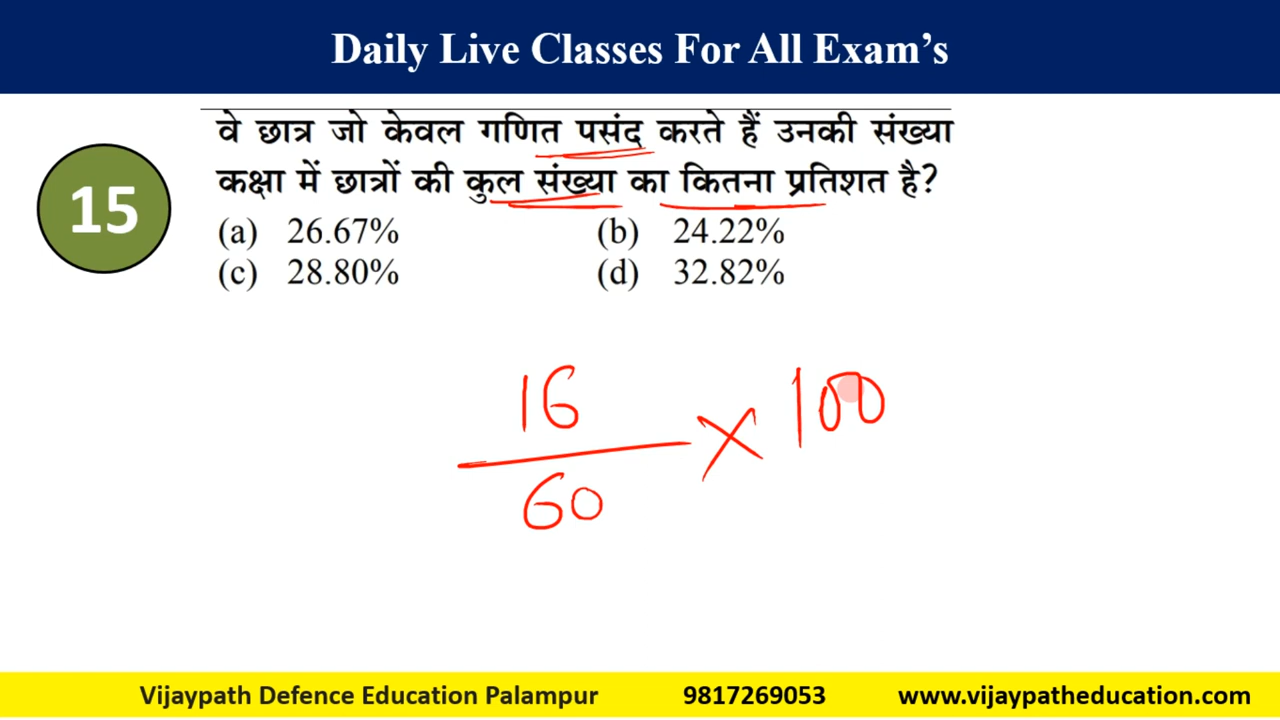 Daily Live Classes For All Exam's
15
वे छात्र जो केवल गणित पसंद करते हैं उनकी संख्या
कक्षा में छात्रों की कुल संख्या का कितना प्रतिशत है?
(a) 26.67% (b) 24.22%
(c) 28.80% (d) 32.82%
16
× 100
60
Vijaypath Defence Education Palampur 9817269053 www.vijaypatheducation.com